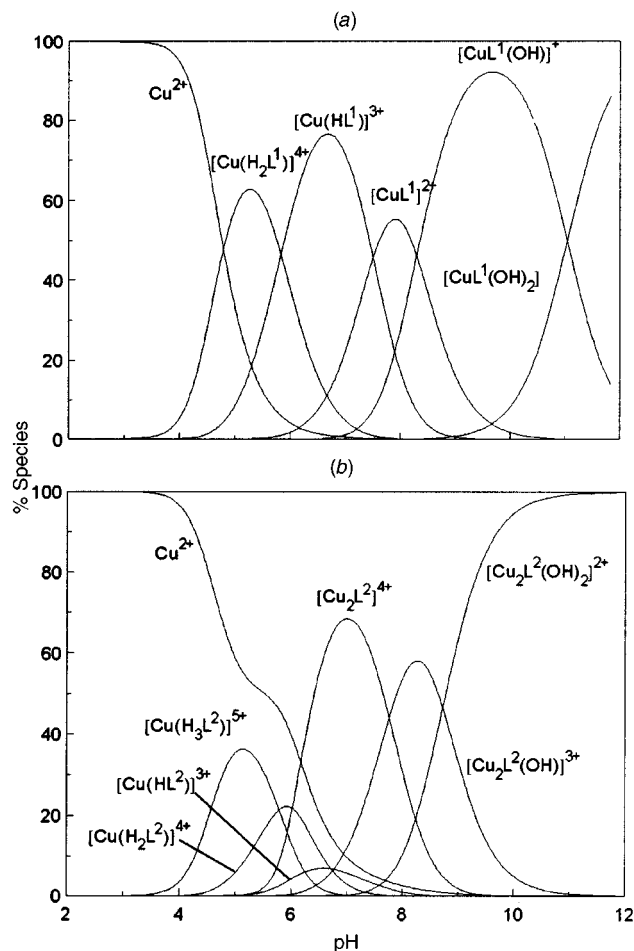 (a)
100
80
60
40
20
0
Cu²⁺
[Cu(H₂L¹)]⁴⁺
[Cu(HL¹)]³⁺
[CuL¹]²⁺
[CuL¹(OH)]⁺
[CuL¹(OH)₂]
% Species
(b)
100
80
60
40
20
0
Cu²⁺
[Cu(H₃L²)]⁵⁺
[Cu(HL²)]³⁺
[Cu(H₂L²)]⁴⁺
[Cu₂L²]⁴⁺
[Cu₂L²(OH)₂]²⁺
[Cu₂L²(OH)]³⁺
2 4 6 8 10 12
pH